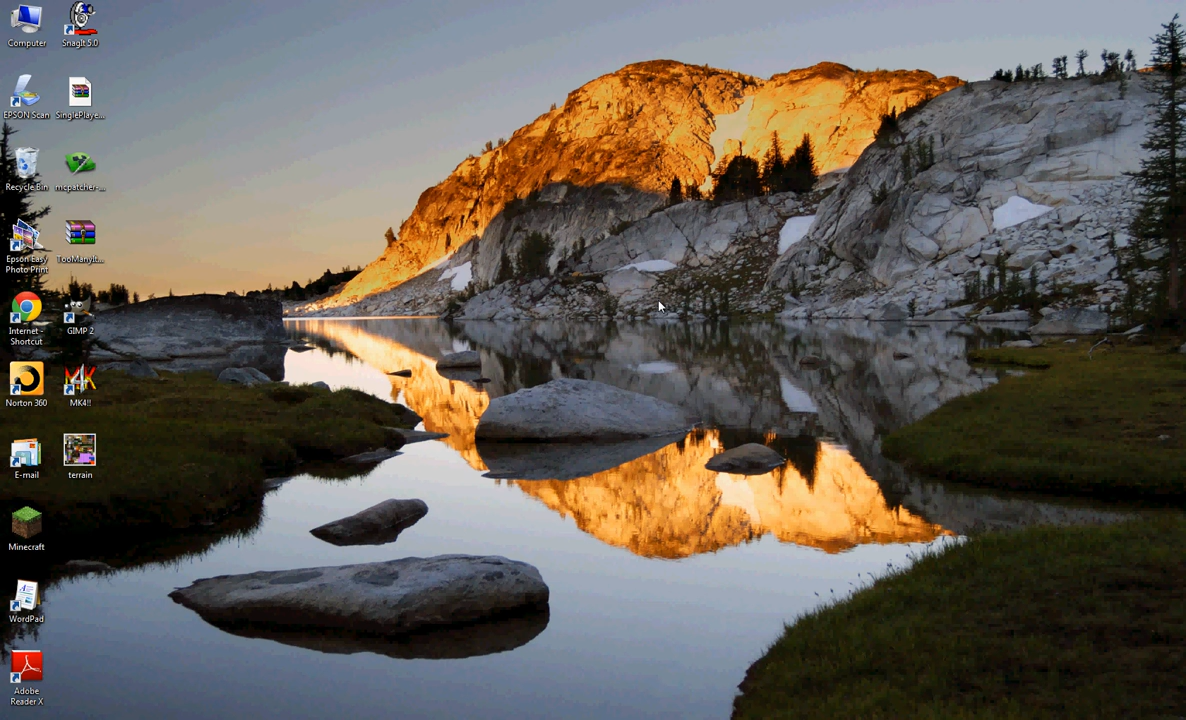 Computer
SnagIt 5.0
EPSON Scan
SinglePlaye...
Recycle Bin
mcpatcher-...
Epson Easy
Photo Print
TooManyIt...
Internet -
Shortcut
GIMP 2
Norton 360
MK4!!
E-mail
terrain
Minecraft
WordPad
Adobe
Reader X